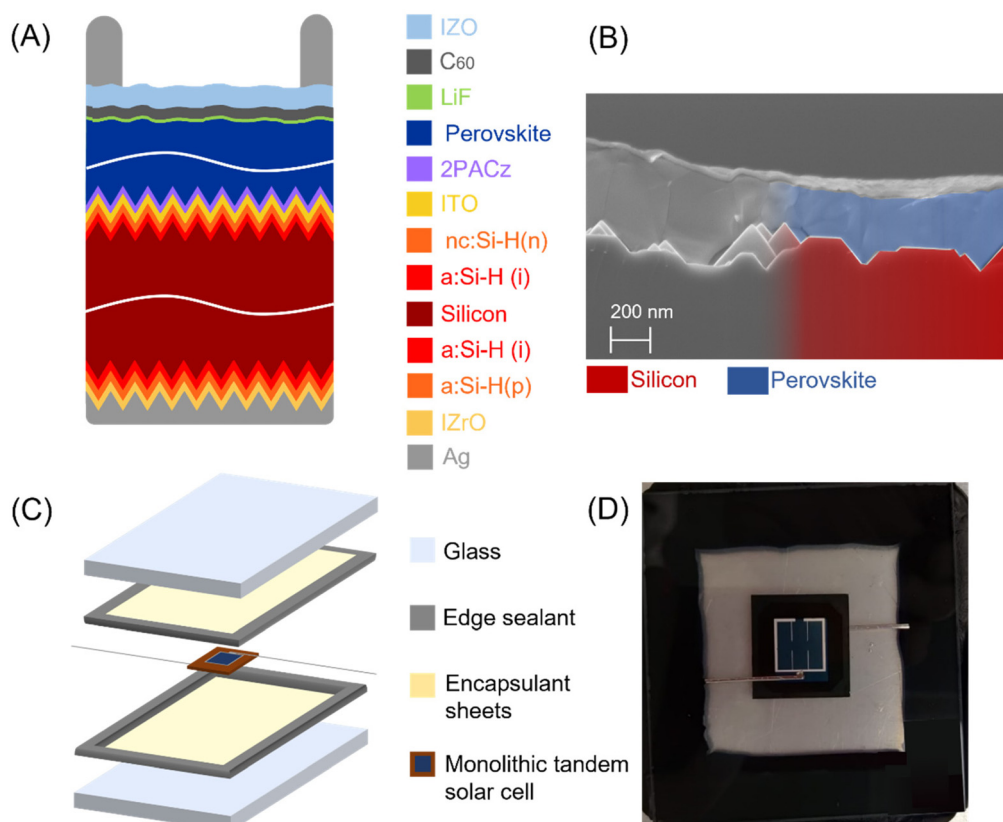 (A)
IZO
C60
LiF
Perovskite
2PACz
ITO
nc:Si-H(n)
a:Si-H (i)
Silicon
a:Si-H (i)
a:Si-H(p)
IZrO
Ag
(B)
200 nm
Silicon
Perovskite
(C)
Glass
Edge sealant
Encapsulant
sheets
Monolithic tandem
solar cell
(D)